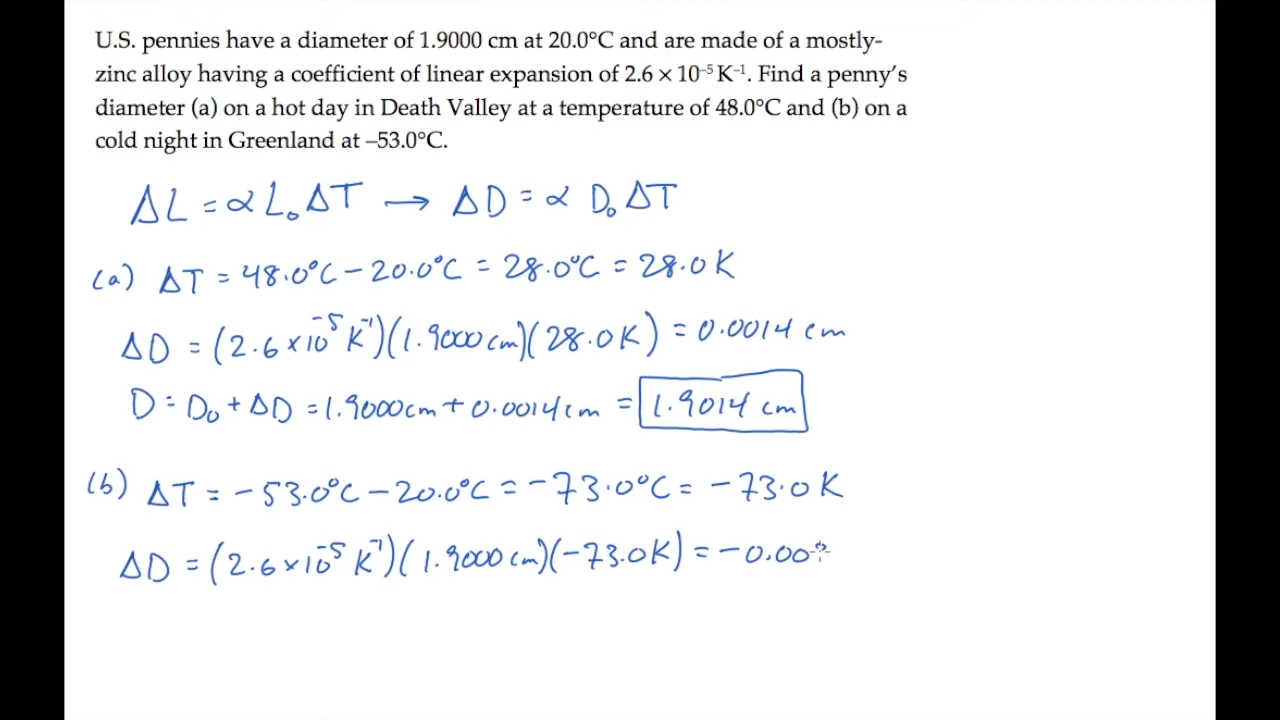 U.S. pennies have a diameter of 1.9000 cm at 20.0°C and are made of a mostly-
zinc alloy having a coefficient of linear expansion of 2.6 × 10⁻⁵ K⁻¹. Find a penny's
diameter (a) on a hot day in Death Valley at a temperature of 48.0°C and (b) on a
cold night in Greenland at –53.0°C.
ΔL = αL₀ΔT → ΔD = α D₀ ΔT
(a) ΔT = 48.0°C − 20.0°C = 28.0°C = 28.0 K
ΔD = (2.6 × 10⁻⁵ K⁻¹)(1.9000 cm)(28.0 K) = 0.0014 cm
D = D₀ + ΔD = 1.9000 cm + 0.0014 cm = 1.9014 cm
(b) ΔT = −53.0°C − 20.0°C = −73.0°C = −73.0 K
ΔD = (2.6 × 10⁻⁵ K⁻¹)(1.9000 cm)(−73.0 K) = −0.00